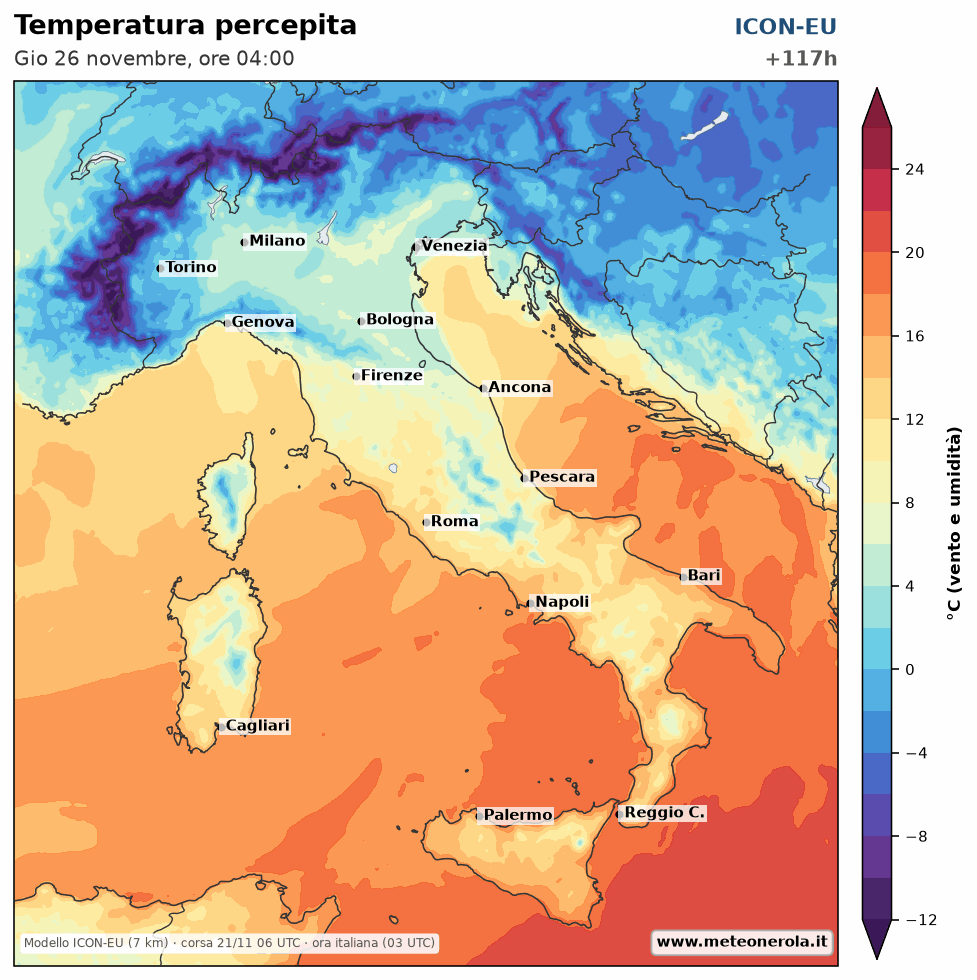 Temperatura percepita
ICON-EU
Gio 26 novembre, ore 04:00
+117h
Milano
Venezia
Torino
Genova
Bologna
Firenze
Ancona
Pescara
Roma
Bari
Napoli
Cagliari
Palermo
Reggio C.
24
20
16
12
8
4
0
−4
−8
−12
°C (vento e umidità)
Modello ICON-EU (7 km) · corsa 21/11 06 UTC · ora italiana (03 UTC)
www.meteonerola.it